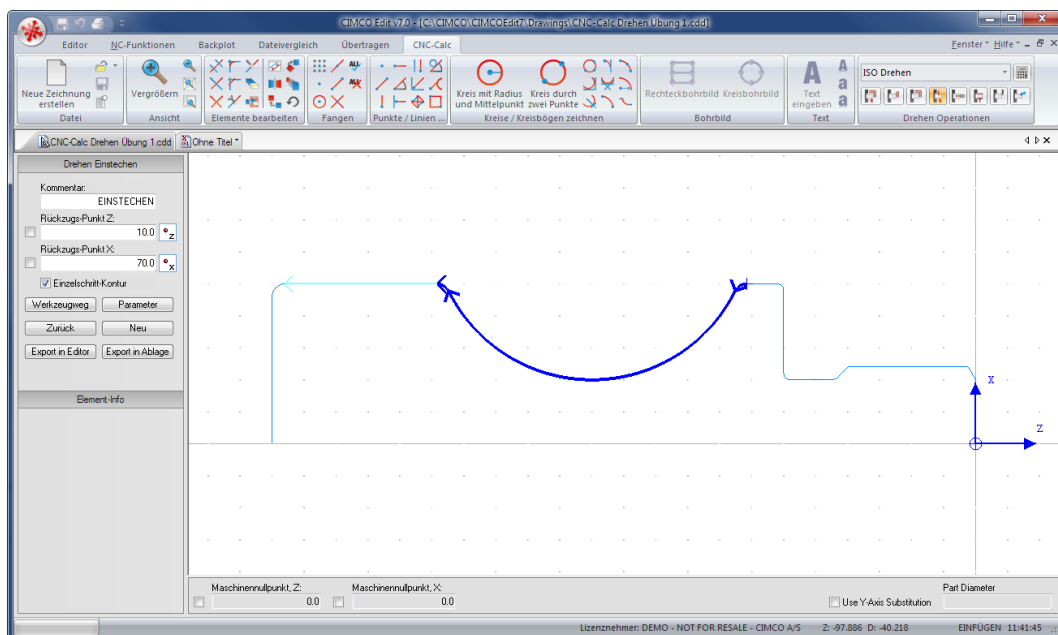 CIMCO Edit v7.0 - [C:\CIMCO\CIMCOEdit7\Drawings\CNC-Calc Drehen Übung 1.cdd]
Editor NC-Funktionen Backplot Dateivergleich Übertragen CNC-Calc Fenster Hilfe
Neue Zeichnung erstellen
Vergrößern
Kreis mit Radius und Mittelpunkt
Kreis durch zwei Punkte
Rechteckbohrbild Kreisbohrbild
Text eingeben
ISO Drehen
Datei Ansicht Elemente bearbeiten Fangen Punkte / Linien ... Kreise / Kreisbögen zeichnen Bohrbild Text Drehen Operationen
CNC-Calc Drehen Übung 1.cdd Ohne Titel *
Drehen Einstechen
Kommentar:
EINSTECHEN
Rückzugs-Punkt Z:
10.0 z
Rückzugs-Punkt X:
70.0 x
Einzelschritt-Kontur
Werkzeugweg Parameter
Zurück Neu
Export in Editor Export in Ablage
Element-Info
X
Z
Maschinennullpunkt, Z: Maschinennullpunkt, X: Part Diameter
0.0 0.0 Use Y-Axis Substitution
Lizenznehmer: DEMO - NOT FOR RESALE - CIMCO A/S Z: -97.886 D: -40.218 EINFÜGEN 11:41:45